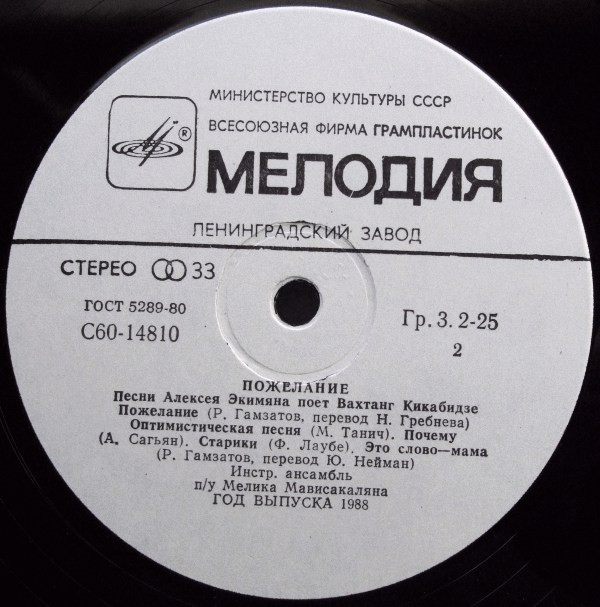 МИНИСТЕРСТВО КУЛЬТУРЫ СССР
ВСЕСОЮЗНАЯ ФИРМА ГРАМПЛАСТИНОК
®
МЕЛОДИЯ
ЛЕНИНГРАДСКИЙ ЗАВОД
СТЕРЕО 33
ГОСТ 5289-80
С60-14810
Гр. 3. 2-25
2
ПОЖЕЛАНИЕ
Песни Алексея Экимяна поет Вахтанг Кикабидзе
Пожелание (Р. Гамзатов, перевод Н. Гребнева)
Оптимистическая песня (М. Танич). Почему
(А. Сагъян). Старики (Ф. Лаубе). Это слово—мама
(Р. Гамзатов, перевод Ю. Нейман)
Инстр. ансамбль
п/у Мелика Мависакаляна
ГОД ВЫПУСКА 1988